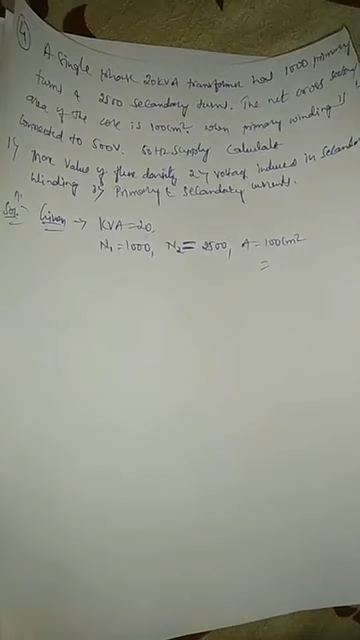 4)
A Single Phase 20KVA transformer has 1000 primary
turns & 2500 secondary turns. The net cross section
area of the core is 100cm². when primary winding is
connected to 500V. 50Hz supply calculate
1) Max value of flux density 2) voltage induced in secondary
winding 3) Primary & secondary currents.
Sol:- Given → KVA=20,
N₁=1000, N₂= 2500, A=100cm²
=